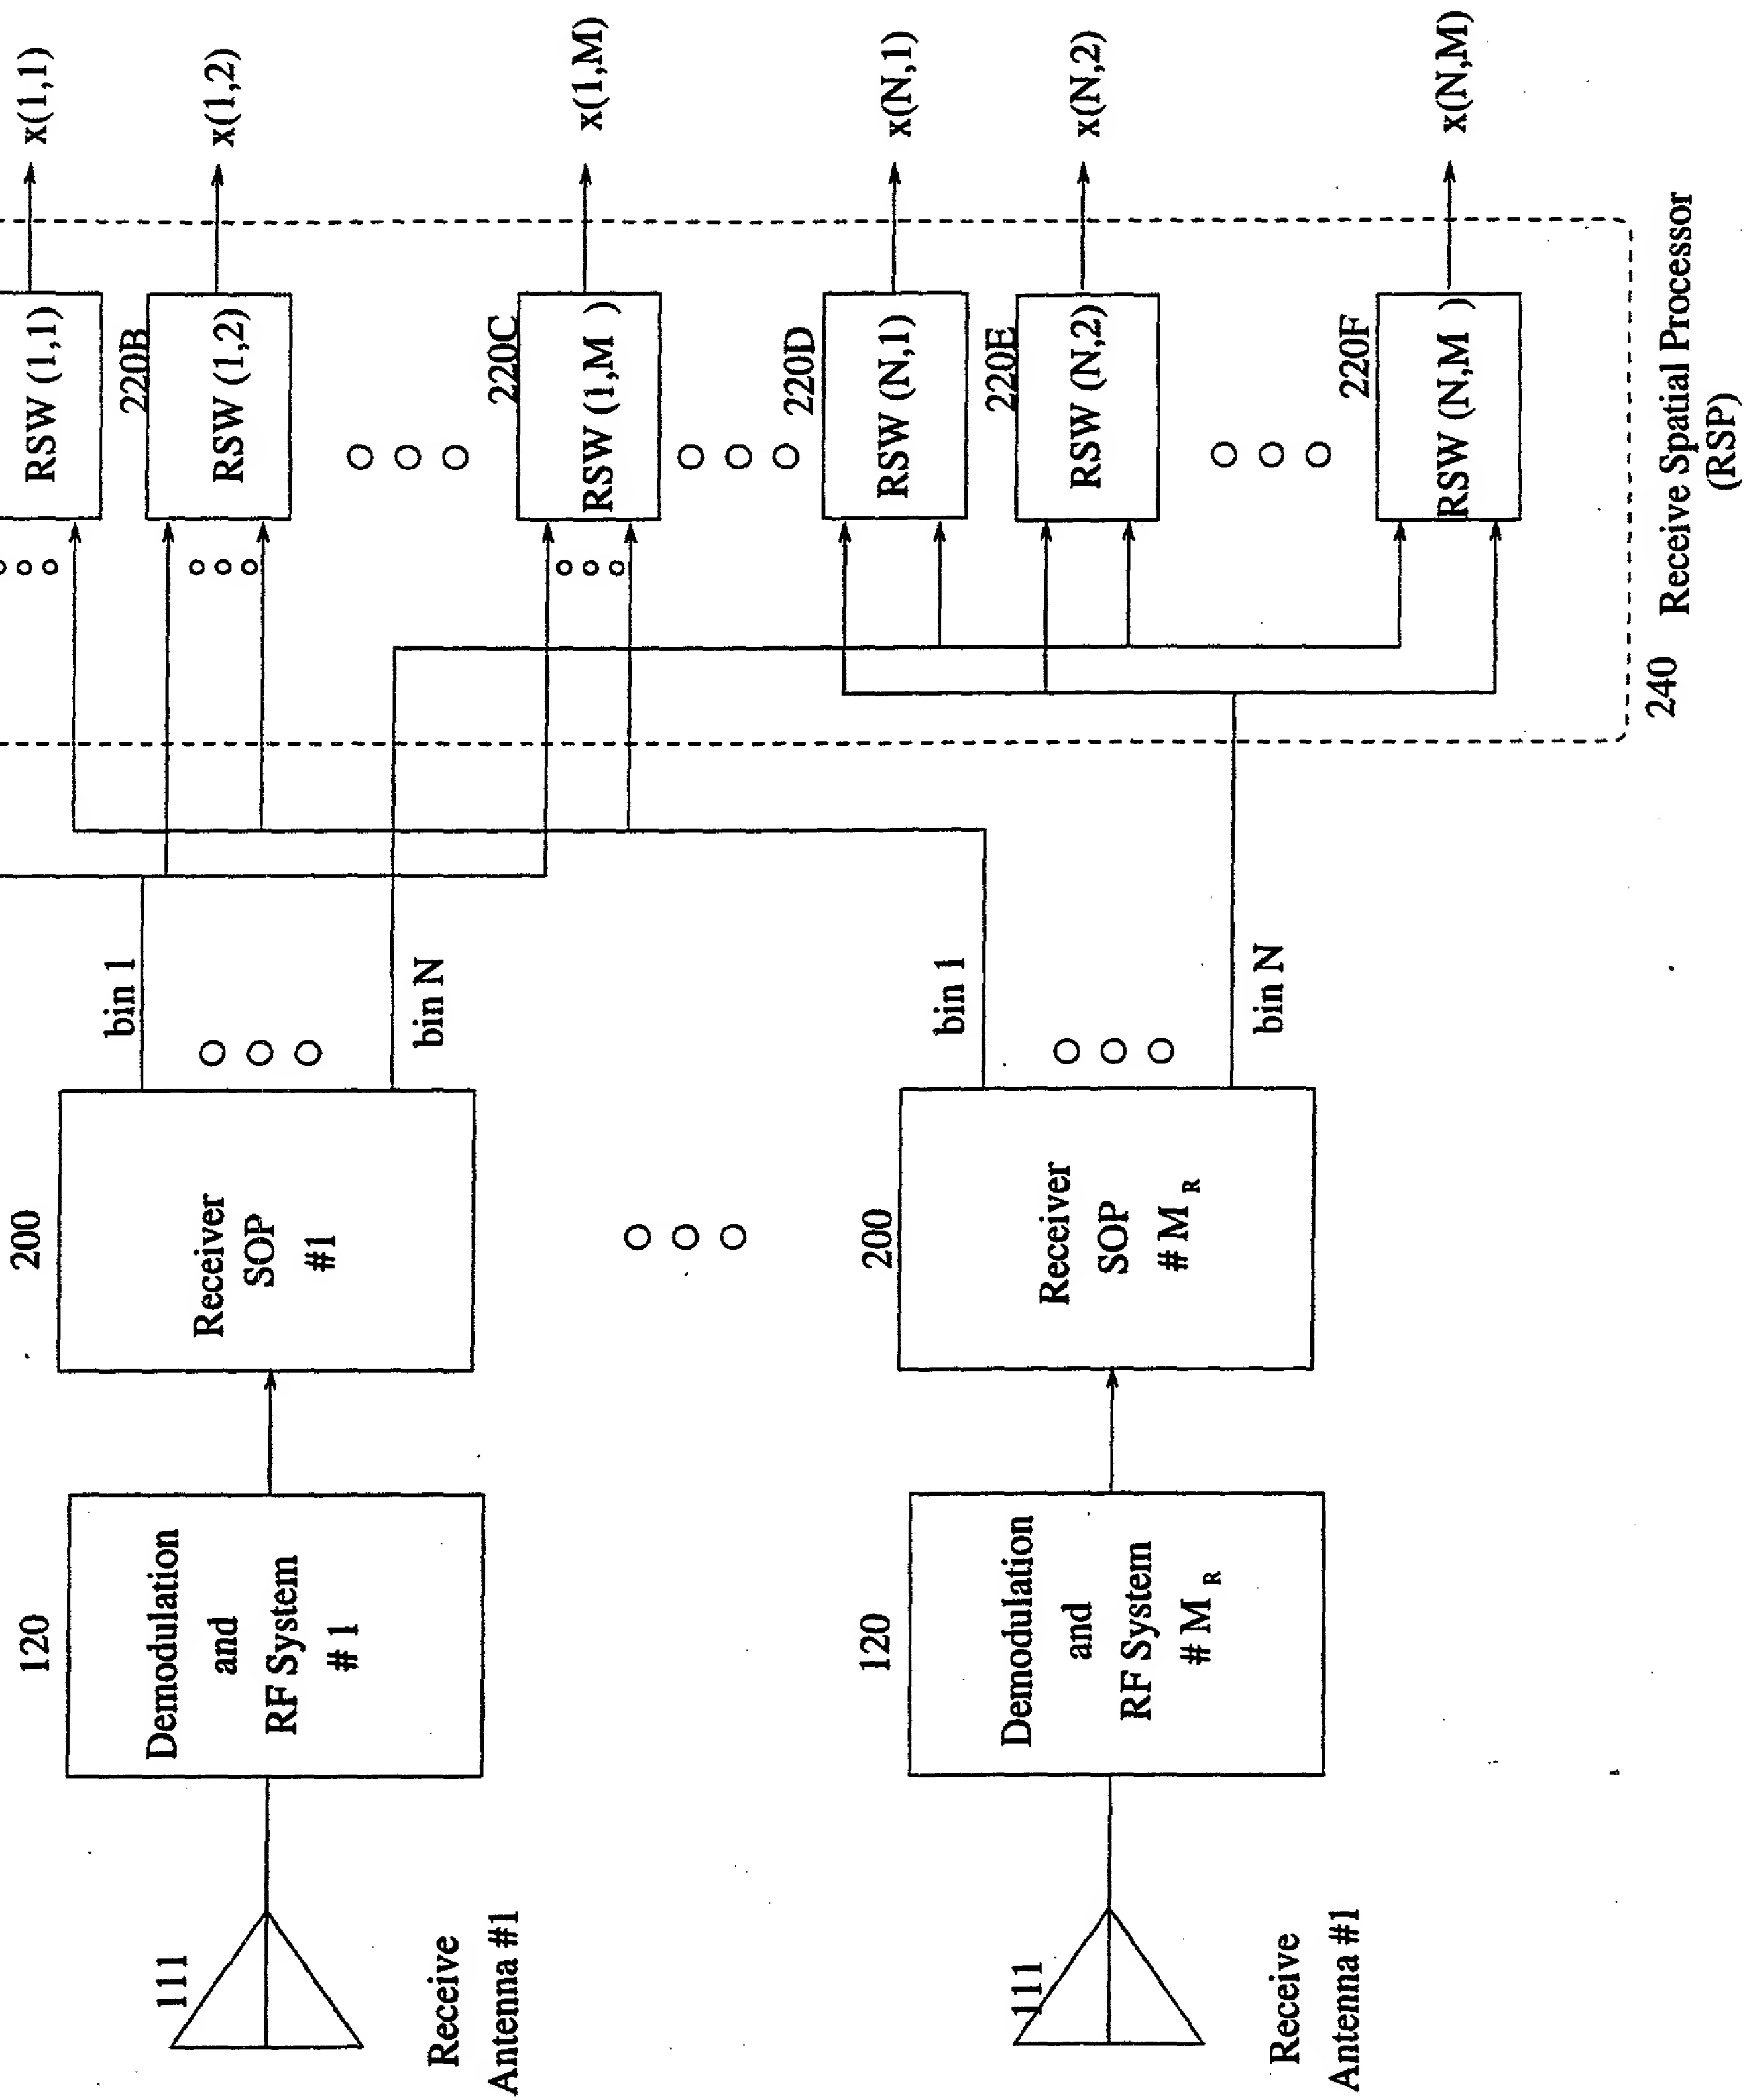 111
Receive
Antenna #1
120
Demodulation
and
RF System
# 1
200
Receiver
SOP
#1
bin 1
bin N
111
Receive
Antenna #1
120
Demodulation
and
RF System
# M R
200
Receiver
SOP
# M R
bin 1
bin N
RSW (1,1)
x(1,1)
220B
RSW (1,2)
x(1,2)
220C
RSW (1,M )
x(1,M)
220D
RSW (N,1)
x(N,1)
220E
RSW (N,2)
x(N,2)
220F
RSW (N,M )
x(N,M)
240 Receive Spatial Processor
(RSP)